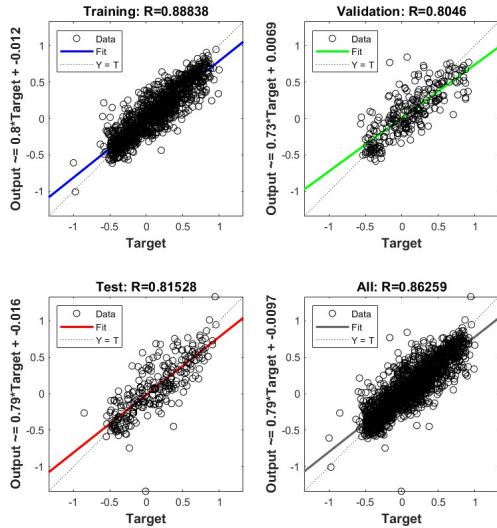 Training: R=0.88838
Output ~= 0.8*Target + -0.012
Data
Fit
Y = T
1
0.5
0
-0.5
-1
-1 -0.5 0 0.5 1
Target
Validation: R=0.8046
Output ~= 0.73*Target + 0.0069
Data
Fit
Y = T
1
0.5
0
-0.5
-1
-1 -0.5 0 0.5 1
Target
Test: R=0.81528
Output ~= 0.79*Target + -0.016
Data
Fit
Y = T
1
0.5
0
-0.5
-1
-1 -0.5 0 0.5 1
Target
All: R=0.86259
Output ~= 0.79*Target + -0.0097
Data
Fit
Y = T
1
0.5
0
-0.5
-1
-1 -0.5 0 0.5 1
Target